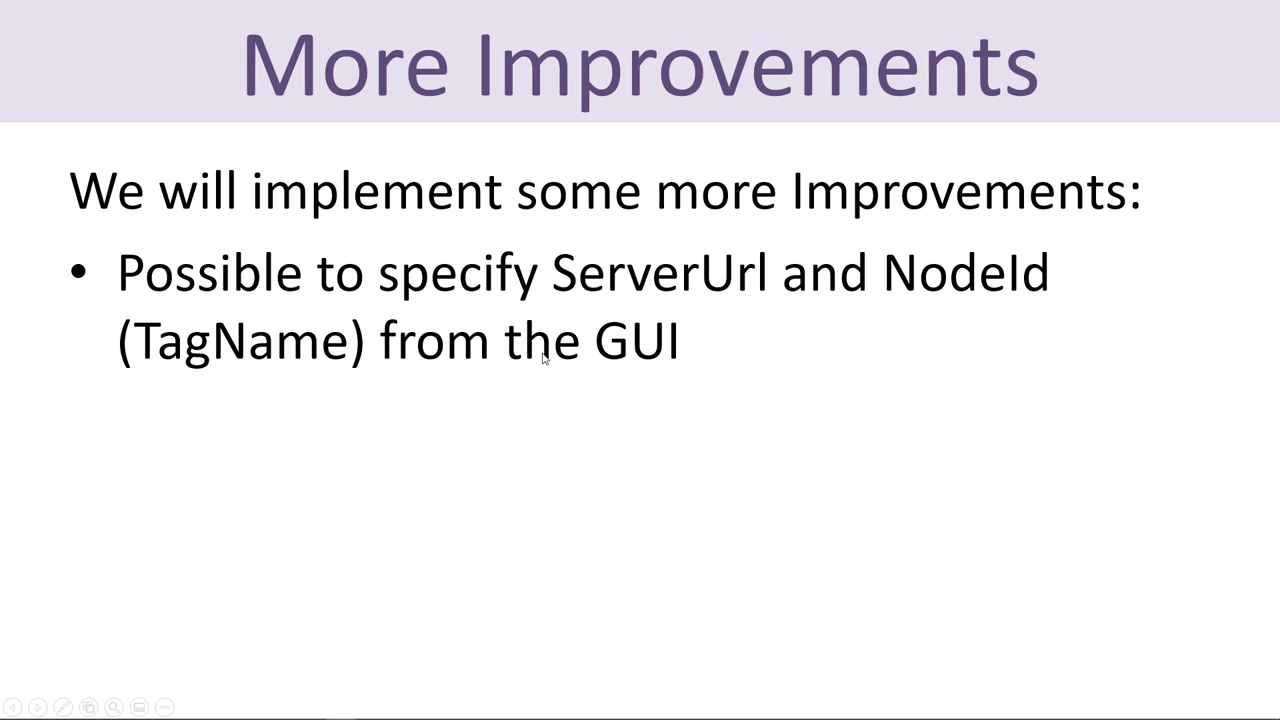 More Improvements
We will implement some more Improvements:
• Possible to specify ServerUrl and NodeId
(TagName) from the GUI